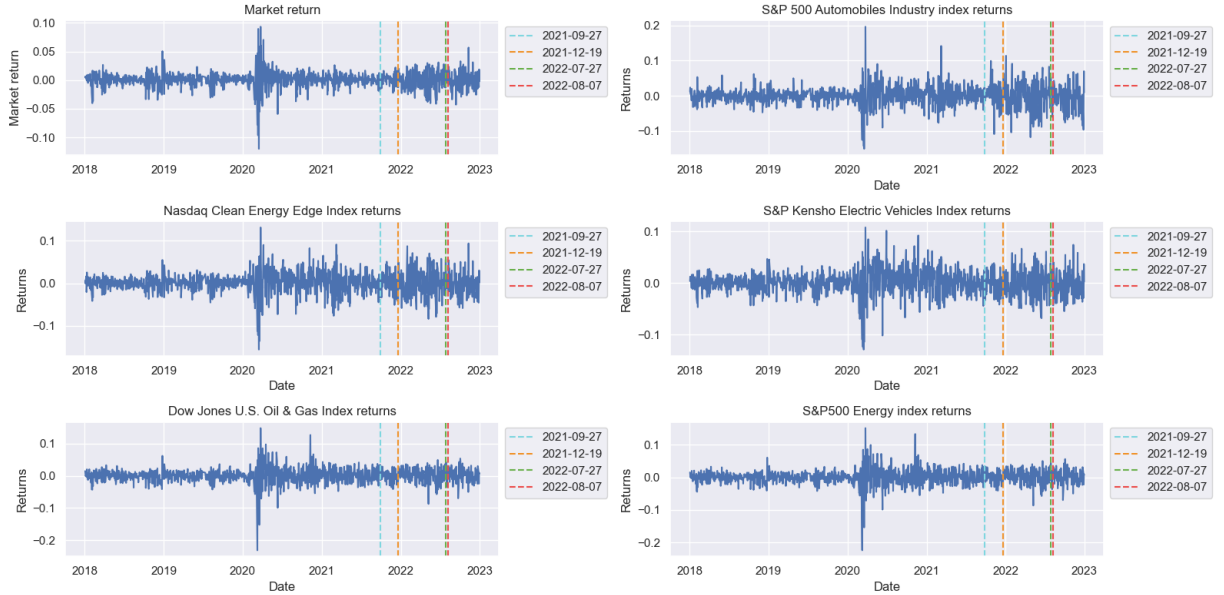 Market return
Market return
0.10
0.05
0.00
−0.05
−0.10
2018 2019 2020 2021 2022 2023
Date
2021-09-27
2021-12-19
2022-07-27
2022-08-07
S&P 500 Automobiles Industry index returns
Returns
0.2
0.1
0.0
−0.1
2018 2019 2020 2021 2022 2023
Date
2021-09-27
2021-12-19
2022-07-27
2022-08-07
Nasdaq Clean Energy Edge Index returns
Returns
0.1
0.0
−0.1
2018 2019 2020 2021 2022 2023
Date
2021-09-27
2021-12-19
2022-07-27
2022-08-07
S&P Kensho Electric Vehicles Index returns
Returns
0.1
0.0
−0.1
2018 2019 2020 2021 2022 2023
Date
2021-09-27
2021-12-19
2022-07-27
2022-08-07
Dow Jones U.S. Oil & Gas Index returns
Returns
0.1
0.0
−0.1
−0.2
2018 2019 2020 2021 2022 2023
Date
2021-09-27
2021-12-19
2022-07-27
2022-08-07
S&P500 Energy index returns
Returns
0.1
0.0
−0.1
−0.2
2018 2019 2020 2021 2022 2023
Date
2021-09-27
2021-12-19
2022-07-27
2022-08-07